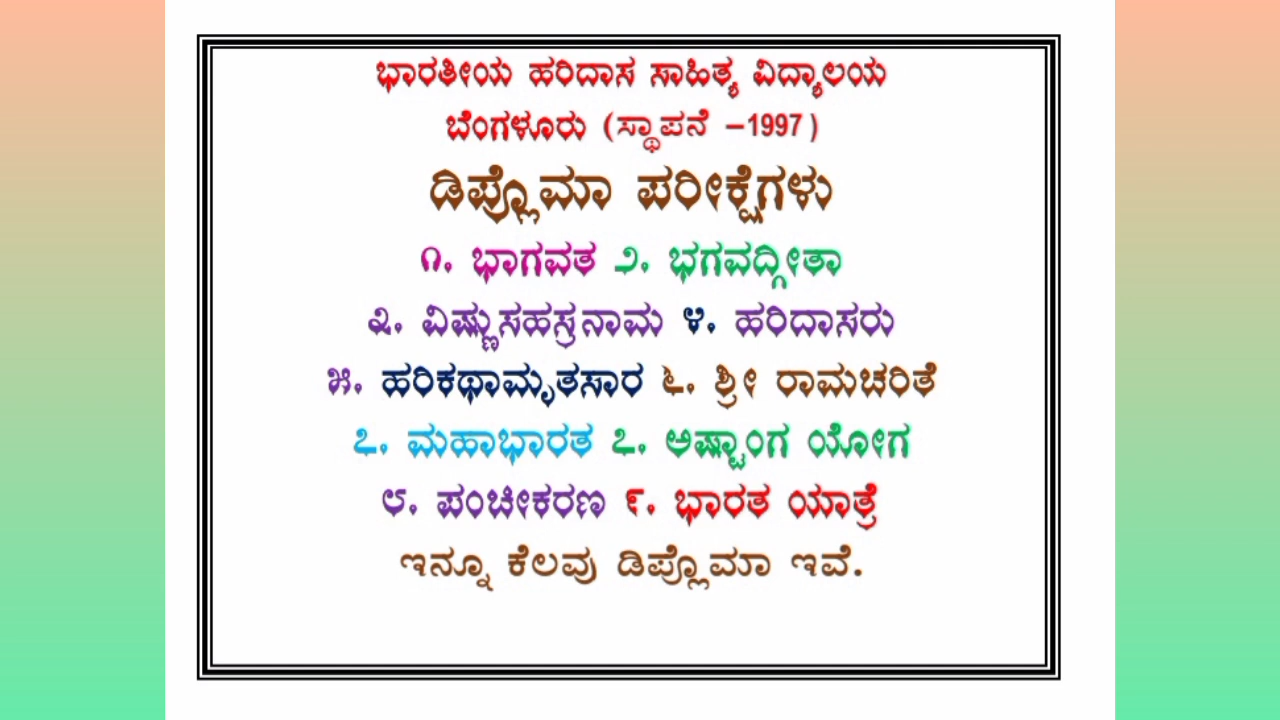 ಭಾರತೀಯ ಹರಿದಾಸ ಸಾಹಿತ್ಯ ವಿದ್ಯಾಲಯ
ಬೆಂಗಳೂರು (ಸ್ಥಾಪನೆ –1997)
ಡಿಪ್ಲೊಮಾ ಪರೀಕ್ಷೆಗಳು
೧. ಭಾಗವತ ೨. ಭಗವದ್ಗೀತಾ
೩. ವಿಷ್ಣುಸಹಸ್ರನಾಮ ೪. ಹರಿದಾಸರು
೫. ಹರಿಕಥಾಮೃತಸಾರ ೬. ಶ್ರೀ ರಾಮಚರಿತೆ
೭. ಮಹಾಭಾರತ ೭. ಅಷ್ಟಾಂಗ ಯೋಗ
೮. ಪಂಚೀಕರಣ ೯. ಭಾರತ ಯಾತ್ರೆ
ಇನ್ನೂ ಕೆಲವು ಡಿಪ್ಲೊಮಾ ಇವೆ.